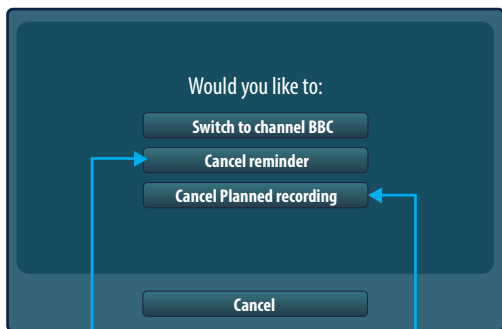 Would you like to:
Switch to channel BBC
Cancel reminder
Cancel Planned recording
Cancel